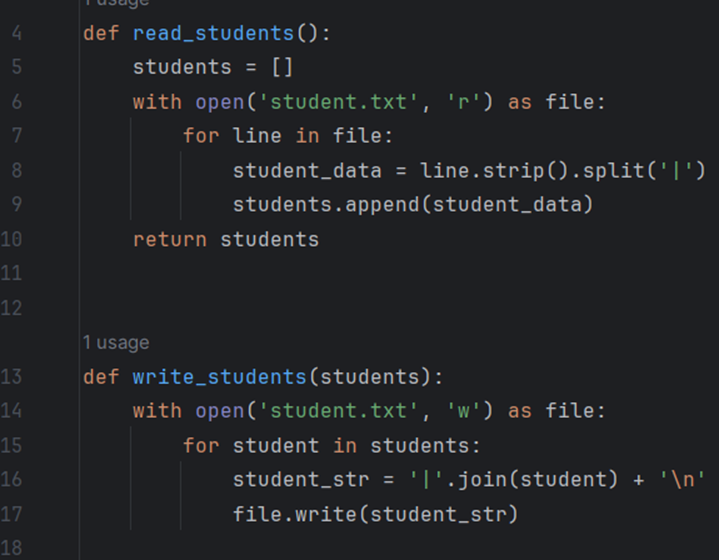 1 usage
4 def read_students():
5 students = []
6 with open('student.txt', 'r') as file:
7 for line in file:
8 student_data = line.strip().split('|')
9 students.append(student_data)
10 return students
11
12
1 usage
13 def write_students(students):
14 with open('student.txt', 'w') as file:
15 for student in students:
16 student_str = '|'.join(student) + '\n'
17 file.write(student_str)
18